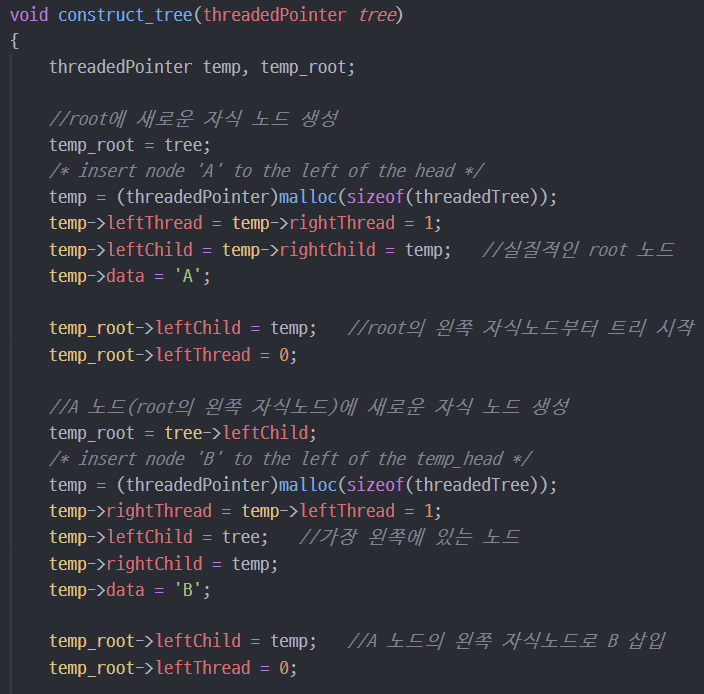 void construct_tree(threadedPointer tree)
{
    threadedPointer temp, temp_root;

    //root에 새로운 자식 노드 생성
    temp_root = tree;
    /* insert node 'A' to the left of the head */
    temp = (threadedPointer)malloc(sizeof(threadedTree));
    temp->leftThread = temp->rightThread = 1;
    temp->leftChild = temp->rightChild = temp;   //실질적인 root 노드
    temp->data = 'A';

    temp_root->leftChild = temp;   //root의 왼쪽 자식노드부터 트리 시작
    temp_root->leftThread = 0;

    //A 노드(root의 왼쪽 자식노드)에 새로운 자식 노드 생성
    temp_root = tree->leftChild;
    /* insert node 'B' to the left of the temp_head */
    temp = (threadedPointer)malloc(sizeof(threadedTree));
    temp->rightThread = temp->leftThread = 1;
    temp->leftChild = tree;   //가장 왼쪽에 있는 노드
    temp->rightChild = temp;
    temp->data = 'B';

    temp_root->leftChild = temp;   //A 노드의 왼쪽 자식노드로 B 삽입
    temp_root->leftThread = 0;